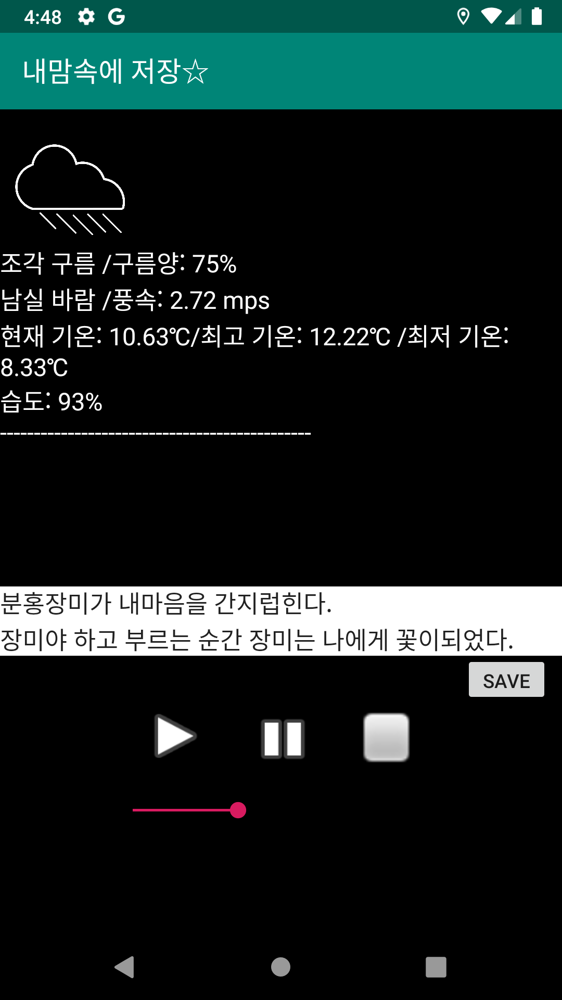 4:48
내맘속에 저장☆
조각 구름 /구름양: 75%
남실 바람 /풍속: 2.72 mps
현재 기온: 10.63℃/최고 기온: 12.22℃ /최저 기온:
8.33℃
습도: 93%
----------------------------------------------
분홍장미가 내마음을 간지럽힌다.
장미야 하고 부르는 순간 장미는 나에게 꽃이되었다.
SAVE